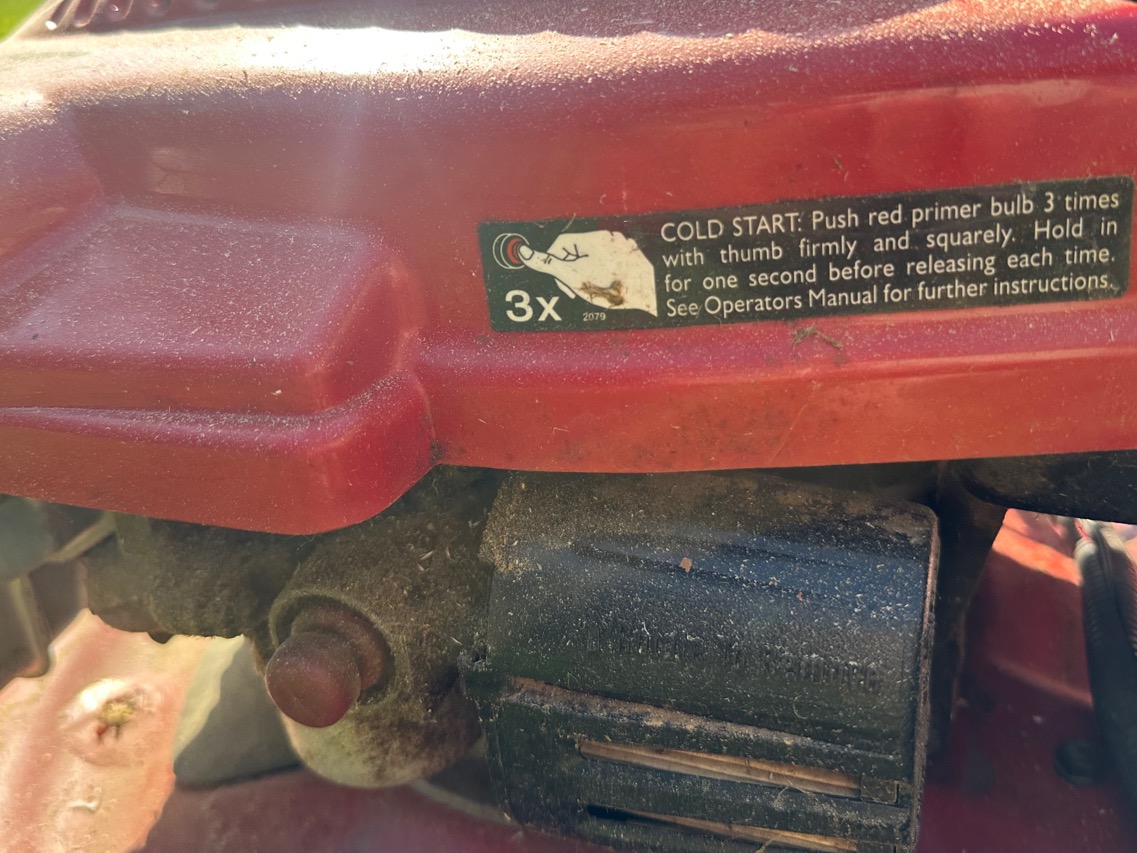 COLD START: Push red primer bulb 3 times
with thumb firmly and squarely. Hold in
for one second before releasing each time.
See Operators Manual for further instructions.
3x
2079